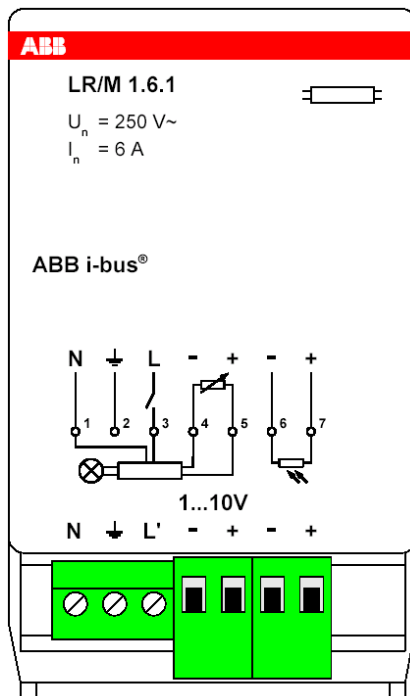 ABB
LR/M 1.6.1
Un = 250 V~
In = 6 A
ABB i-bus®
N L - + - +
1 2 3 4 5 6 7
1...10V
N L' - + - +